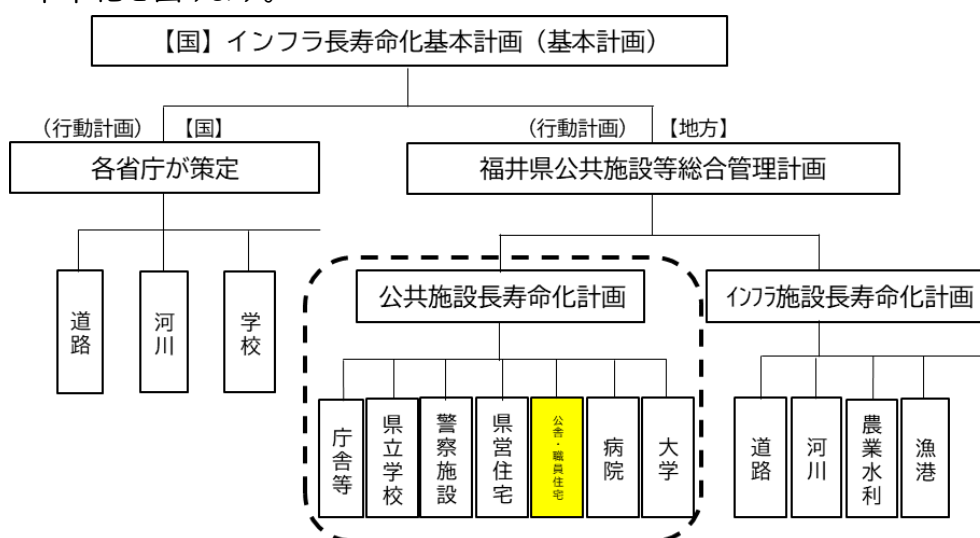 【国】インフラ長寿命化基本計画（基本計画）
（行動計画） 【国】
（行動計画） 【地方】
各省庁が策定
福井県公共施設等総合管理計画
公共施設長寿命化計画
ｲﾝﾌﾗ施設長寿命化計画
道路
河川
学校
庁舎等
県立学校
警察施設
県営住宅
公舎・職員住宅
病院
大学
道路
河川
農業水利
漁港